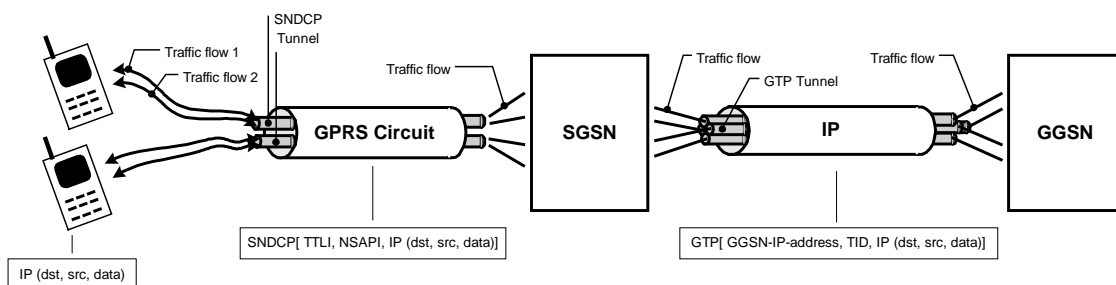 SNDCP
Tunnel
Traffic flow 1
Traffic flow 2
Traffic flow
Traffic flow
GTP Tunnel
Traffic flow
GPRS Circuit
SGSN
IP
GGSN
SNDCP[ TTLI, NSAPI, IP (dst, src, data)]
GTP[ GGSN-IP-address, TID, IP (dst, src, data)]
IP (dst, src, data)